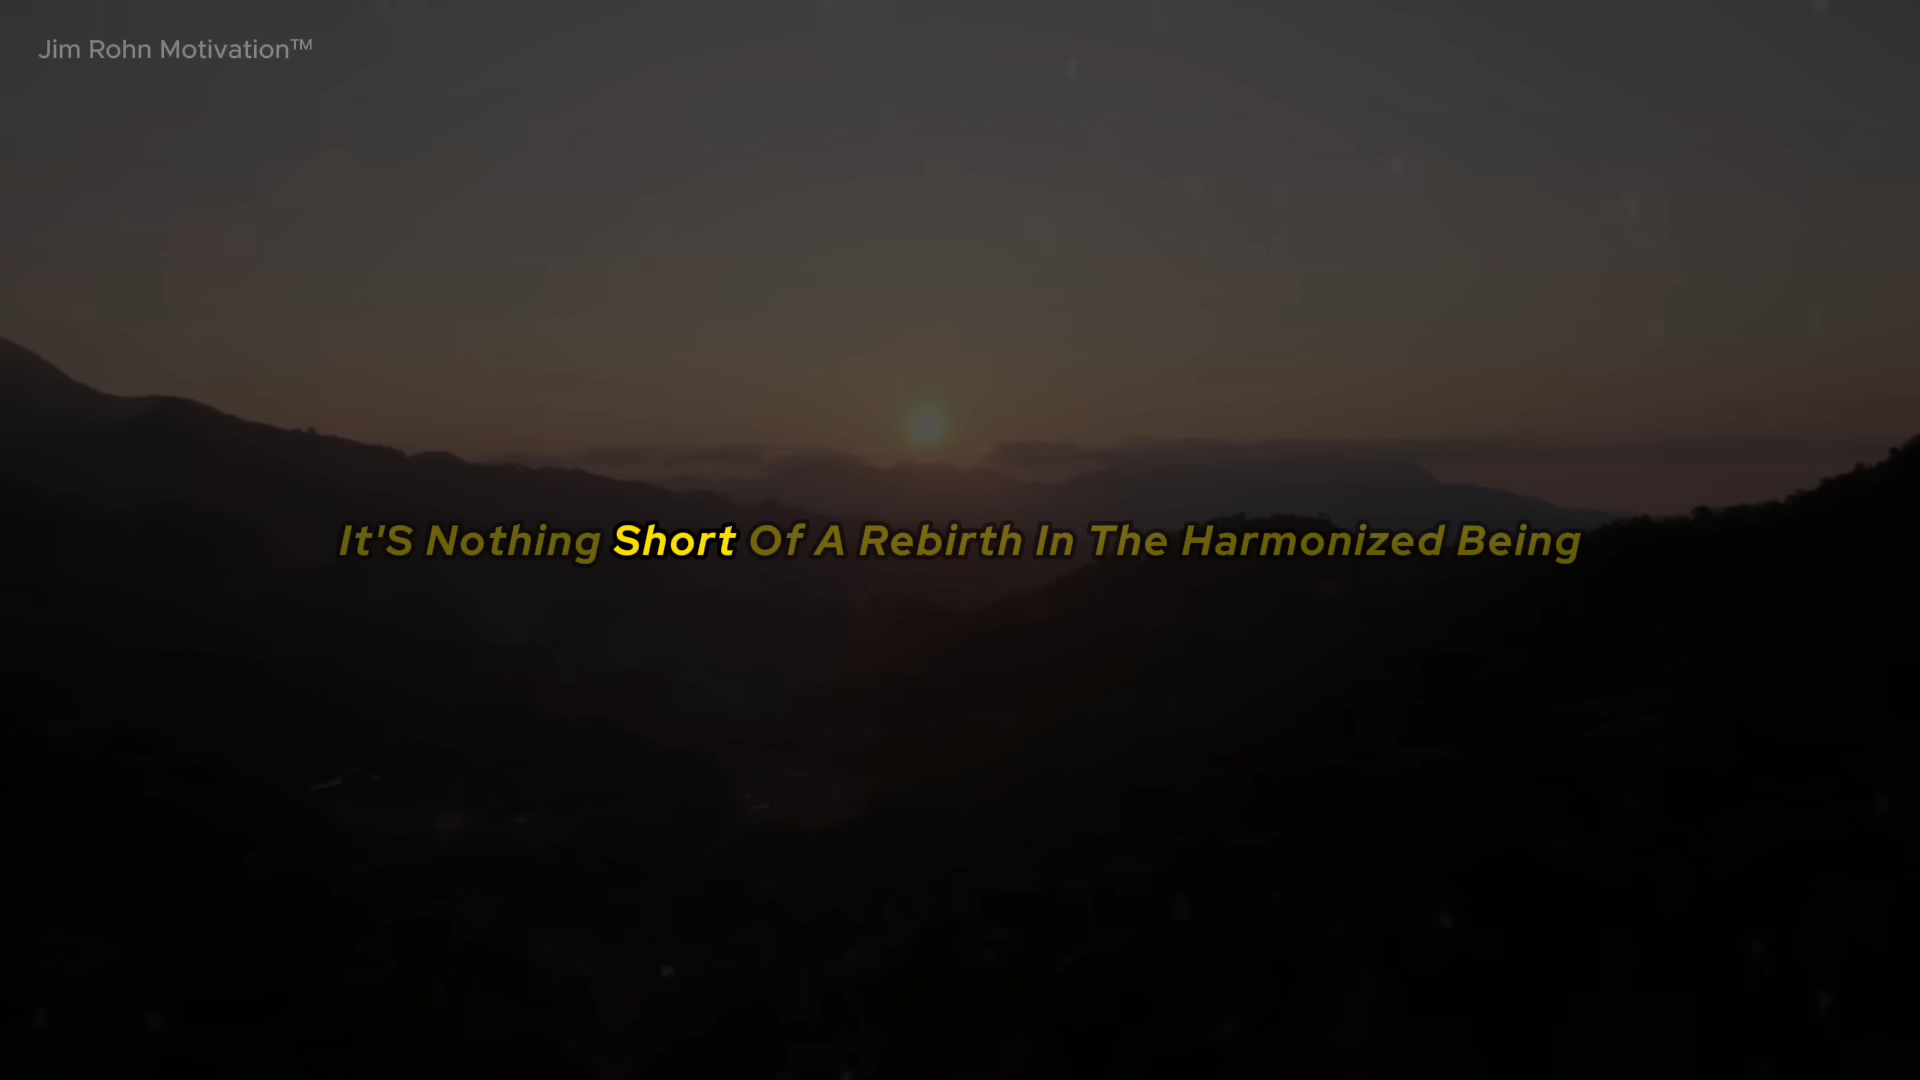 Jim Rohn Motivation™
It'S Nothing Short Of A Rebirth In The Harmonized Being